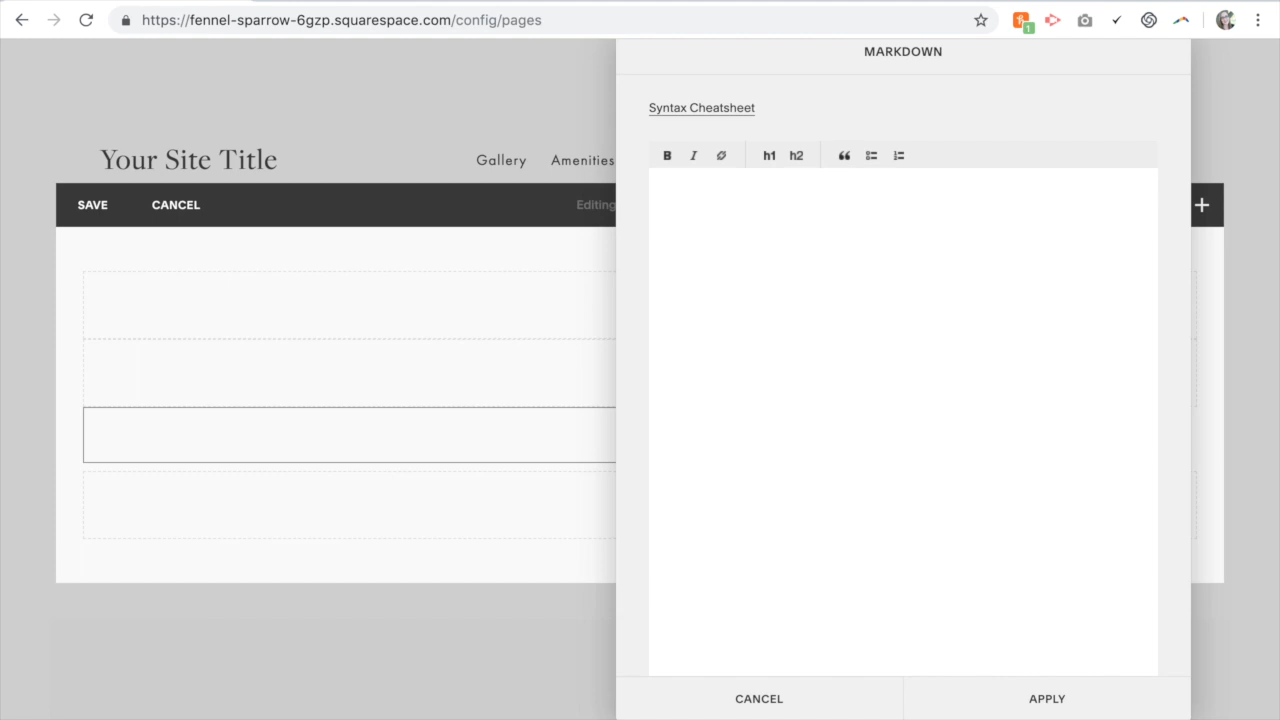 https://fennel-sparrow-6gzp.squarespace.com/config/pages
1
MARKDOWN
Syntax Cheatsheet
B I h1 h2
Your Site Title
Gallery Amenities
SAVE CANCEL Editing
CANCEL APPLY